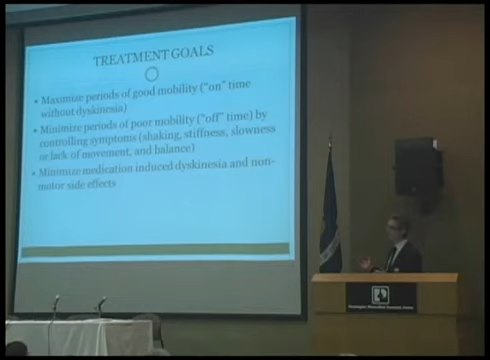 TREATMENT GOALS
• Maximize periods of good mobility ("on" time
without dyskinesia)
• Minimize periods of poor mobility ("off" time) by
controlling symptoms (shaking, stiffness, slowness
or lack of movement, and balance)
• Minimize medication induced dyskinesia and non-
motor side effects